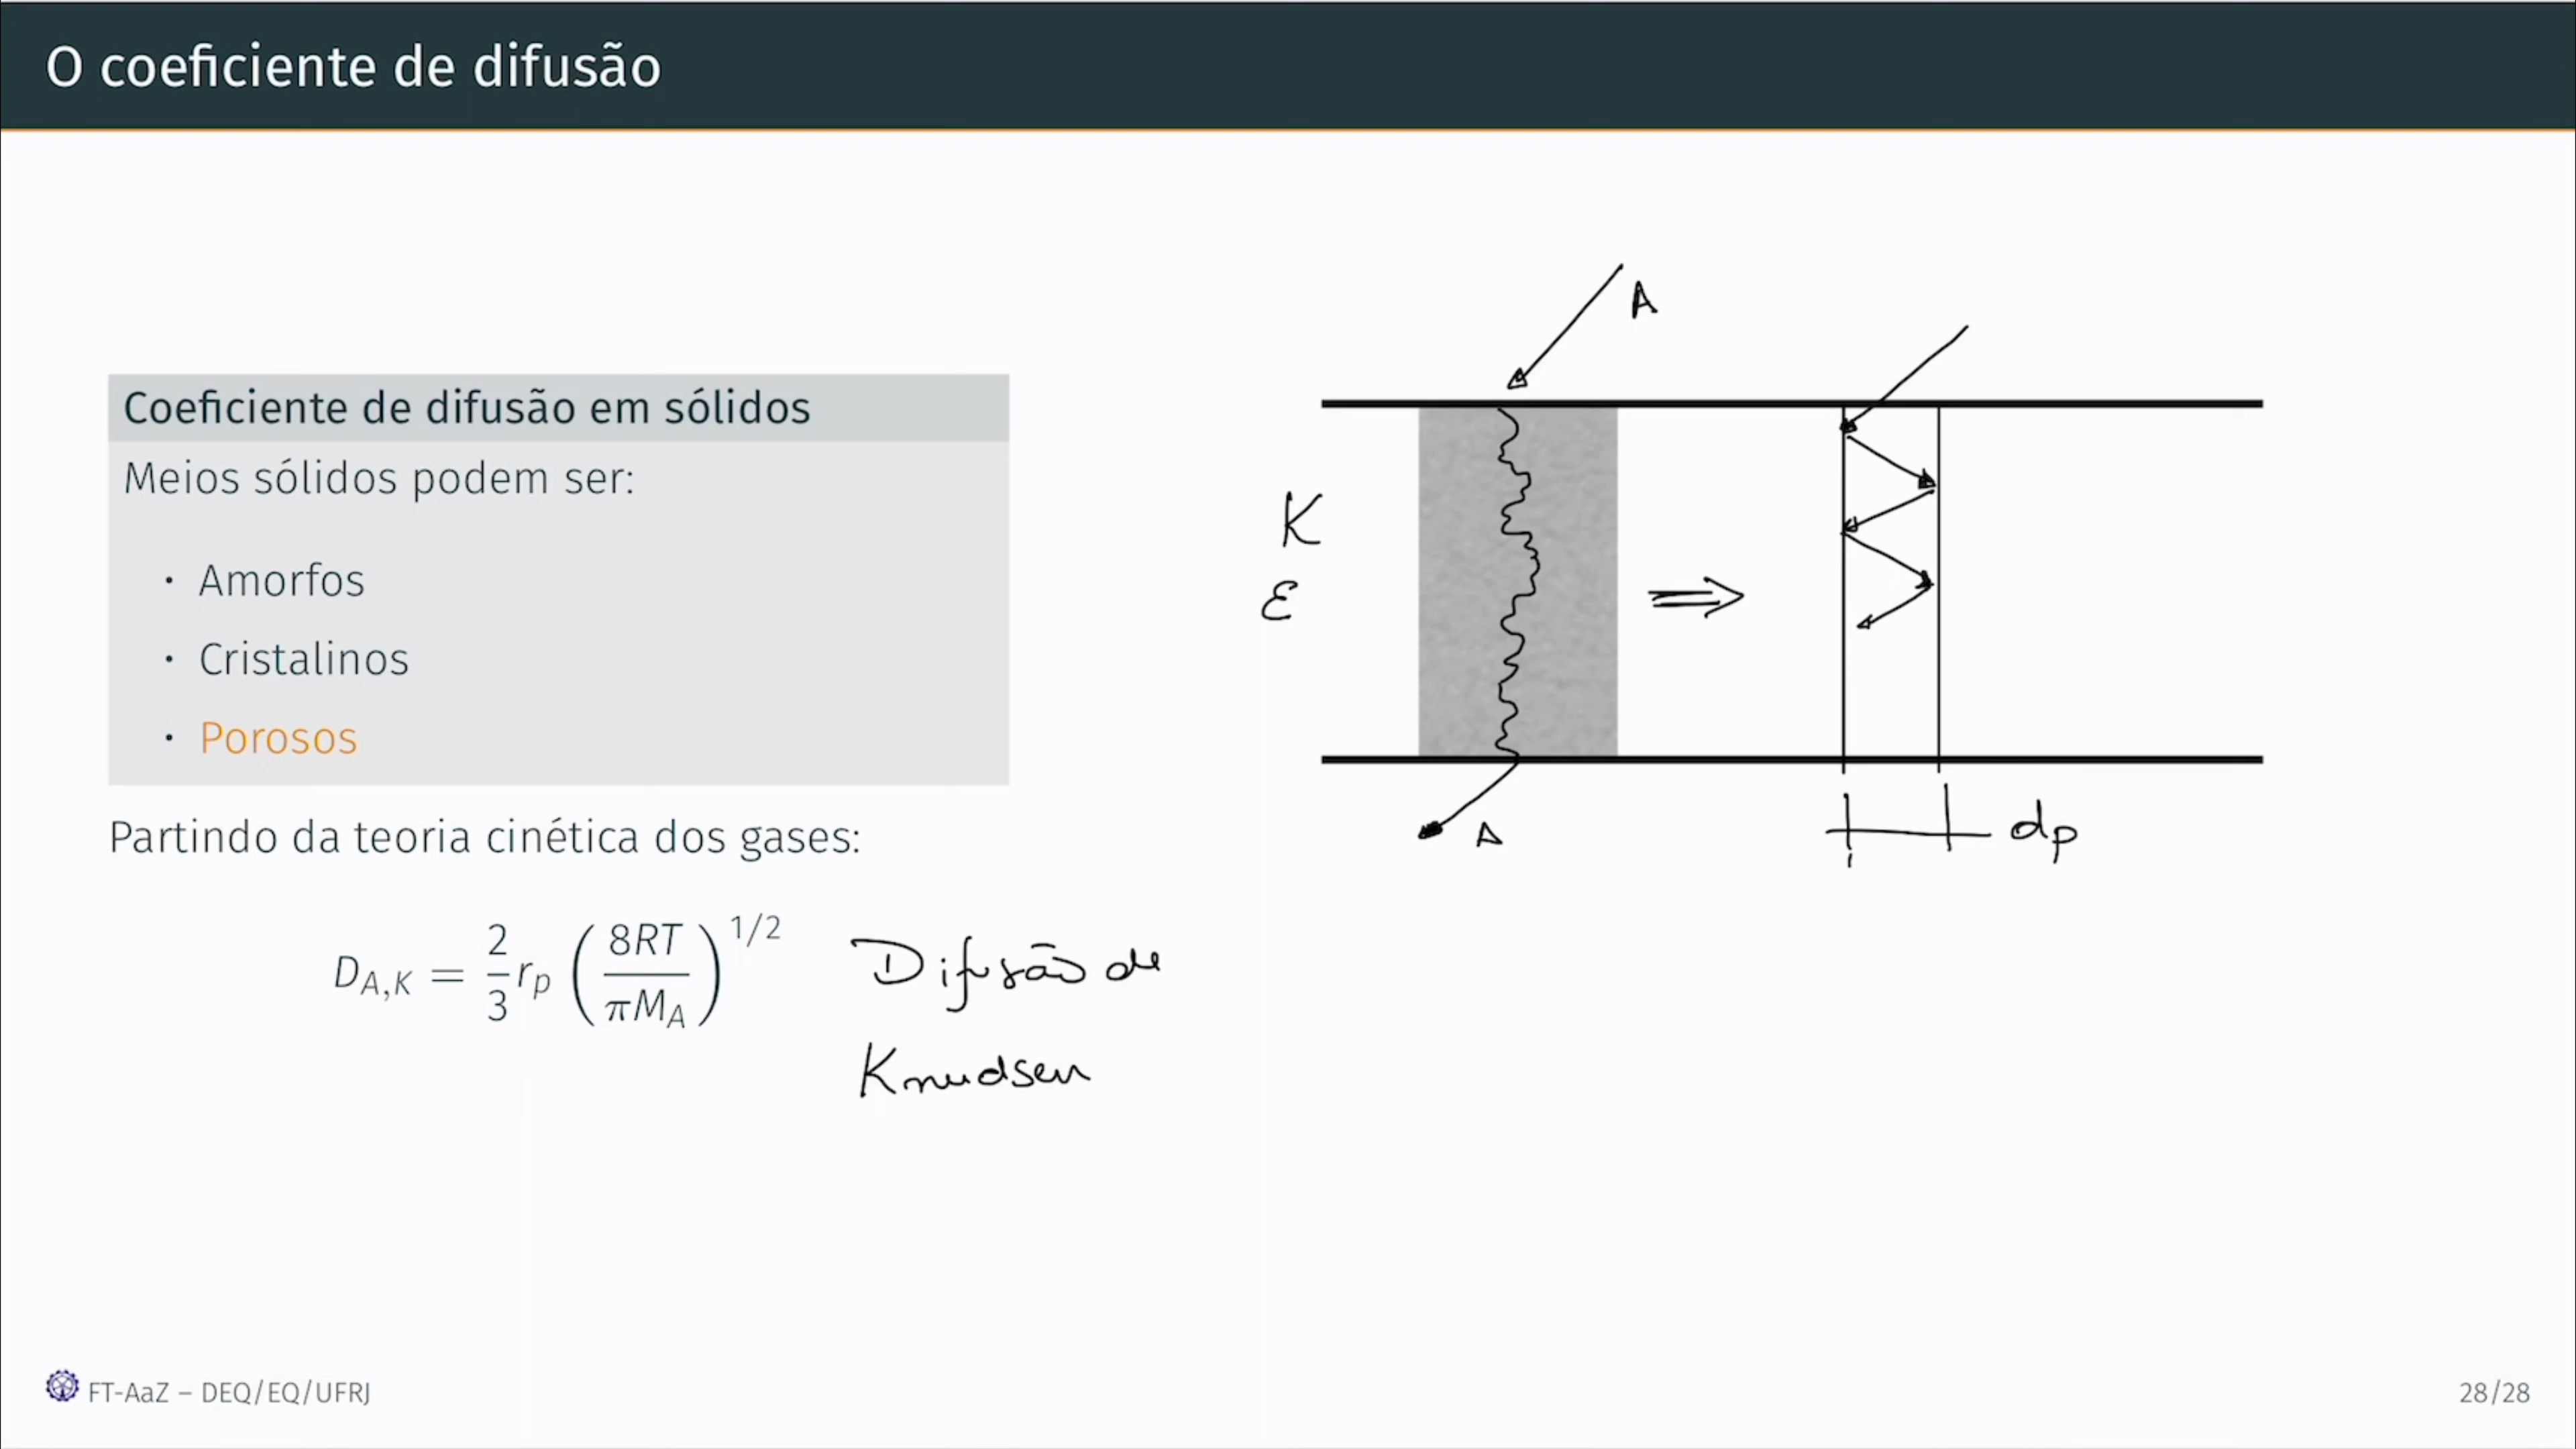 O coeficiente de difusão
Coeficiente de difusão em sólidos
Meios sólidos podem ser:
• Amorfos
• Cristalinos
• Porosos
Partindo da teoria cinética dos gases:
D_{A,K} = \frac{2}{3} r_p \left( \frac{8RT}{\pi M_A} \right)^{1/2}
Difusão de
Knudsen
A
K
ε
⇒
A
dp
FT-AaZ – DEQ/EQ/UFRJ
28/28